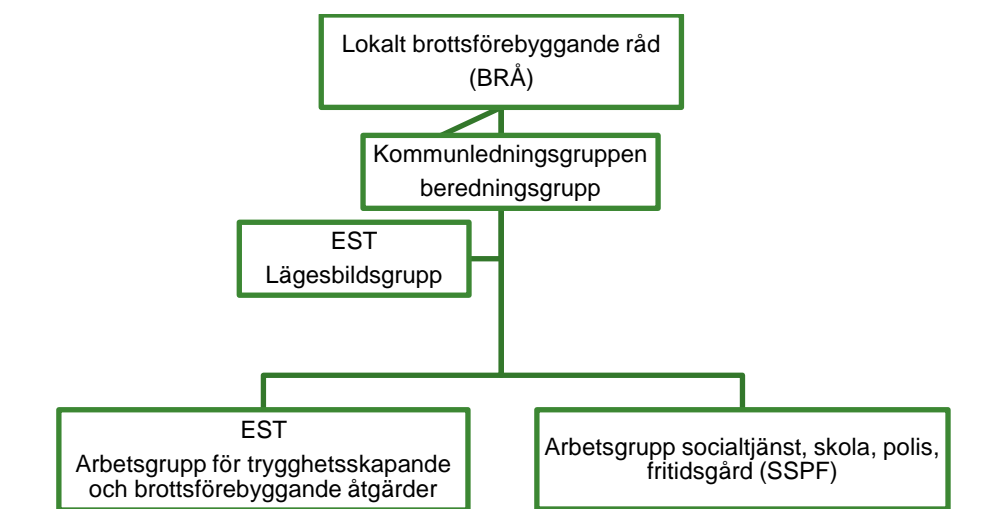 Lokalt brottsförebyggande råd
(BRÅ)
Kommunledningsgruppen
beredningsgrupp
EST
Lägesbildsgrupp
EST
Arbetsgrupp för trygghetsskapande
och brottsförebyggande åtgärder
Arbetsgrupp socialtjänst, skola, polis,
fritidsgård (SSPF)